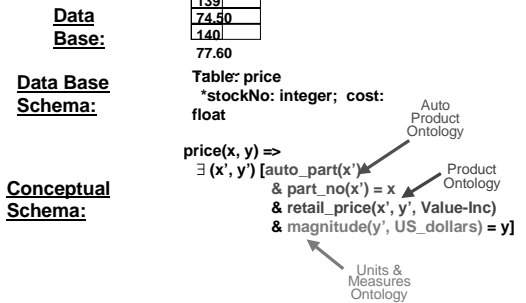 139
Data
74.50
Base:
140
77.60
Data Base
Schema:
Table: price
*stockNo: integer; cost:
float
Auto
Product
Ontology
price(x, y) =>
∃ (x', y') [auto_part(x')
& part_no(x') = x
& retail_price(x', y', Value-Inc)
& magnitude(y', US_dollars) = y]
Product
Ontology
Conceptual
Schema:
Units &
Measures
Ontology